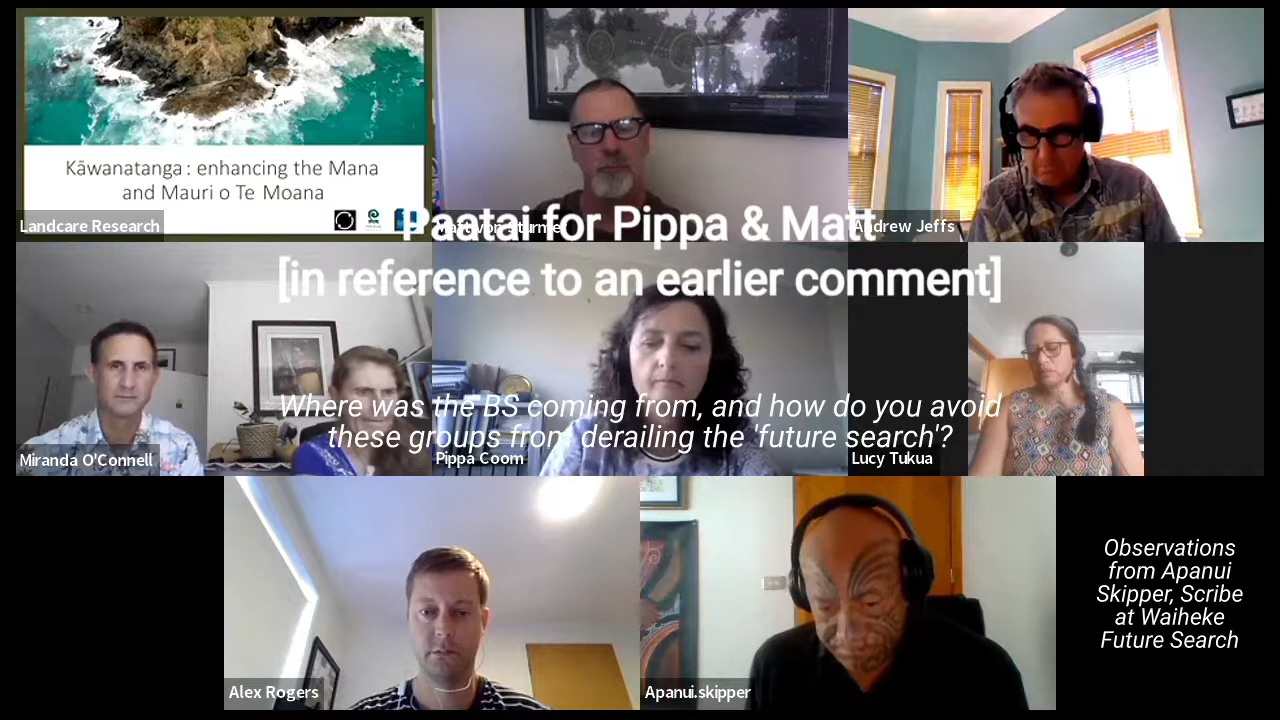 Kāwanatanga : enhancing the Mana
and Mauri o Te Moana
Landcare Research
Andrew Jeffs
Paatai for Pippa & Matt
[in reference to an earlier comment]
Where was the BS coming from, and how do you avoid
these groups from derailing the 'future search'?
Miranda O'Connell
Pippa Coom
Lucy Tukua
Observations
from Apanui
Skipper, Scribe
at Waiheke
Future Search
Alex Rogers
Apanui.skipper